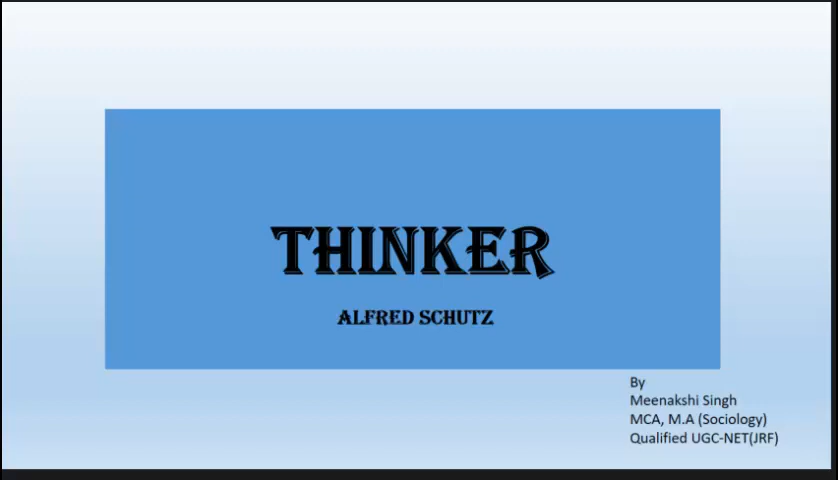 THINKER
ALFRED SCHUTZ
By
Meenakshi Singh
MCA, M.A (Sociology)
Qualified UGC-NET(JRF)